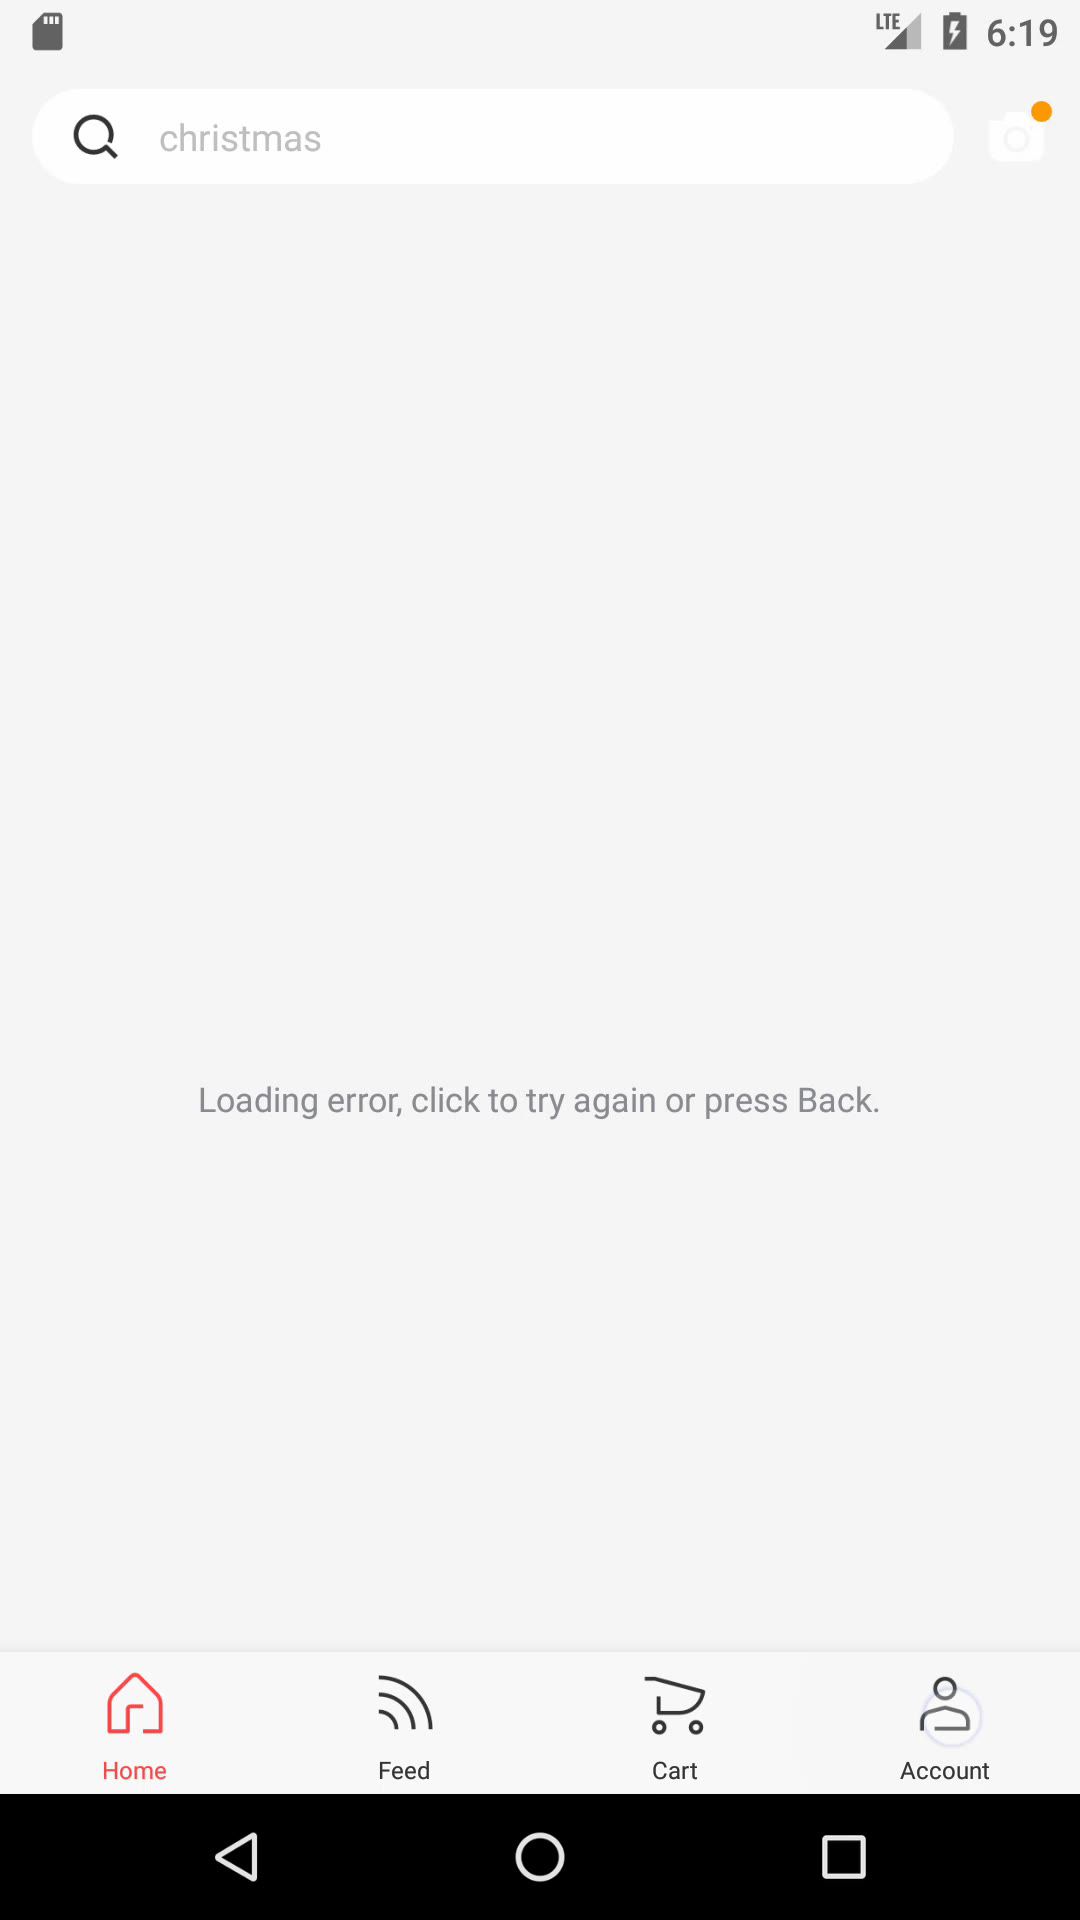 LTE 6:19
christmas
Loading error, click to try again or press Back.
Home Feed Cart Account